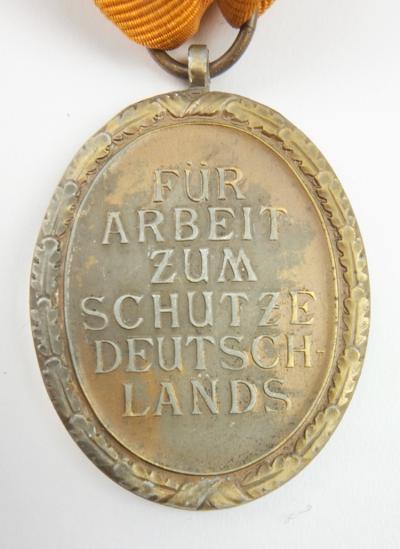 FÜR
ARBEIT
ZUM
SCHUTZE
DEUTSCH-
LANDS